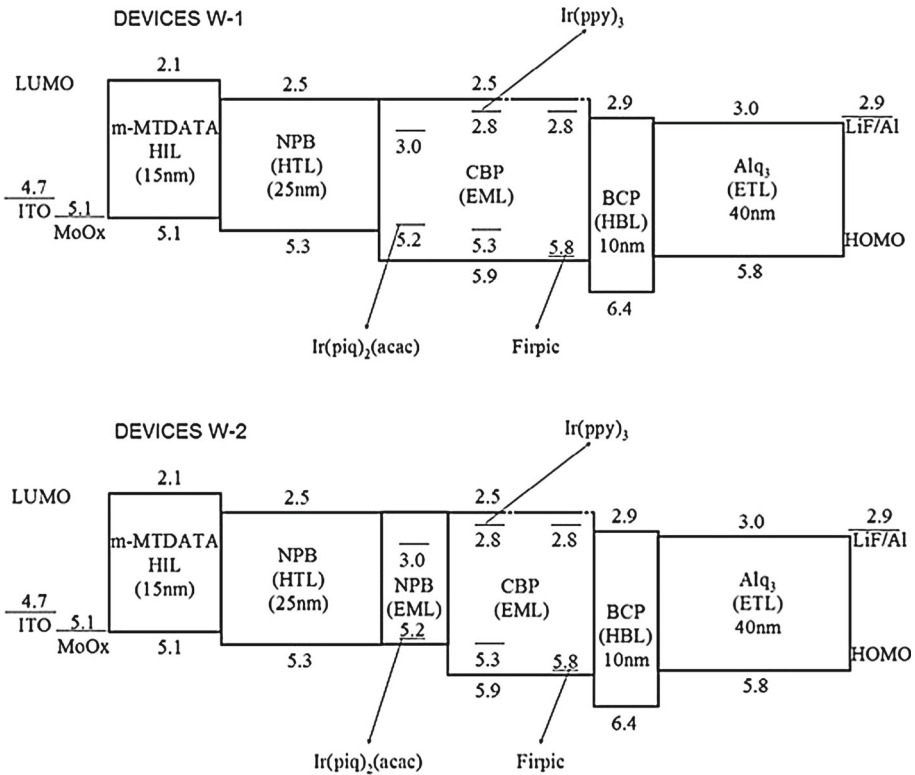 DEVICES W-1
Ir(ppy)3
LUMO
2.1
2.5
2.5
2.9
3.0
2.9
LiF/Al
m-MTDATA
HIL
(15nm)
NPB
(HTL)
(25nm)
3.0
2.8
2.8
CBP
(EML)
BCP
(HBL)
10nm
Alq3
(ETL)
40nm
4.7
ITO
5.1
MoOx
5.1
5.3
5.2
5.3
5.8
5.9
6.4
5.8
HOMO
Ir(piq)2(acac)
Firpic
DEVICES W-2
Ir(ppy)3
LUMO
2.1
2.5
2.5
2.9
3.0
2.9
LiF/Al
m-MTDATA
HIL
(15nm)
NPB
(HTL)
(25nm)
3.0
NPB
(EML)
5.2
2.8
2.8
CBP
(EML)
BCP
(HBL)
10nm
Alq3
(ETL)
40nm
4.7
ITO
5.1
MoOx
5.1
5.3
5.3
5.8
5.9
6.4
5.8
HOMO
Ir(piq)2(acac)
Firpic